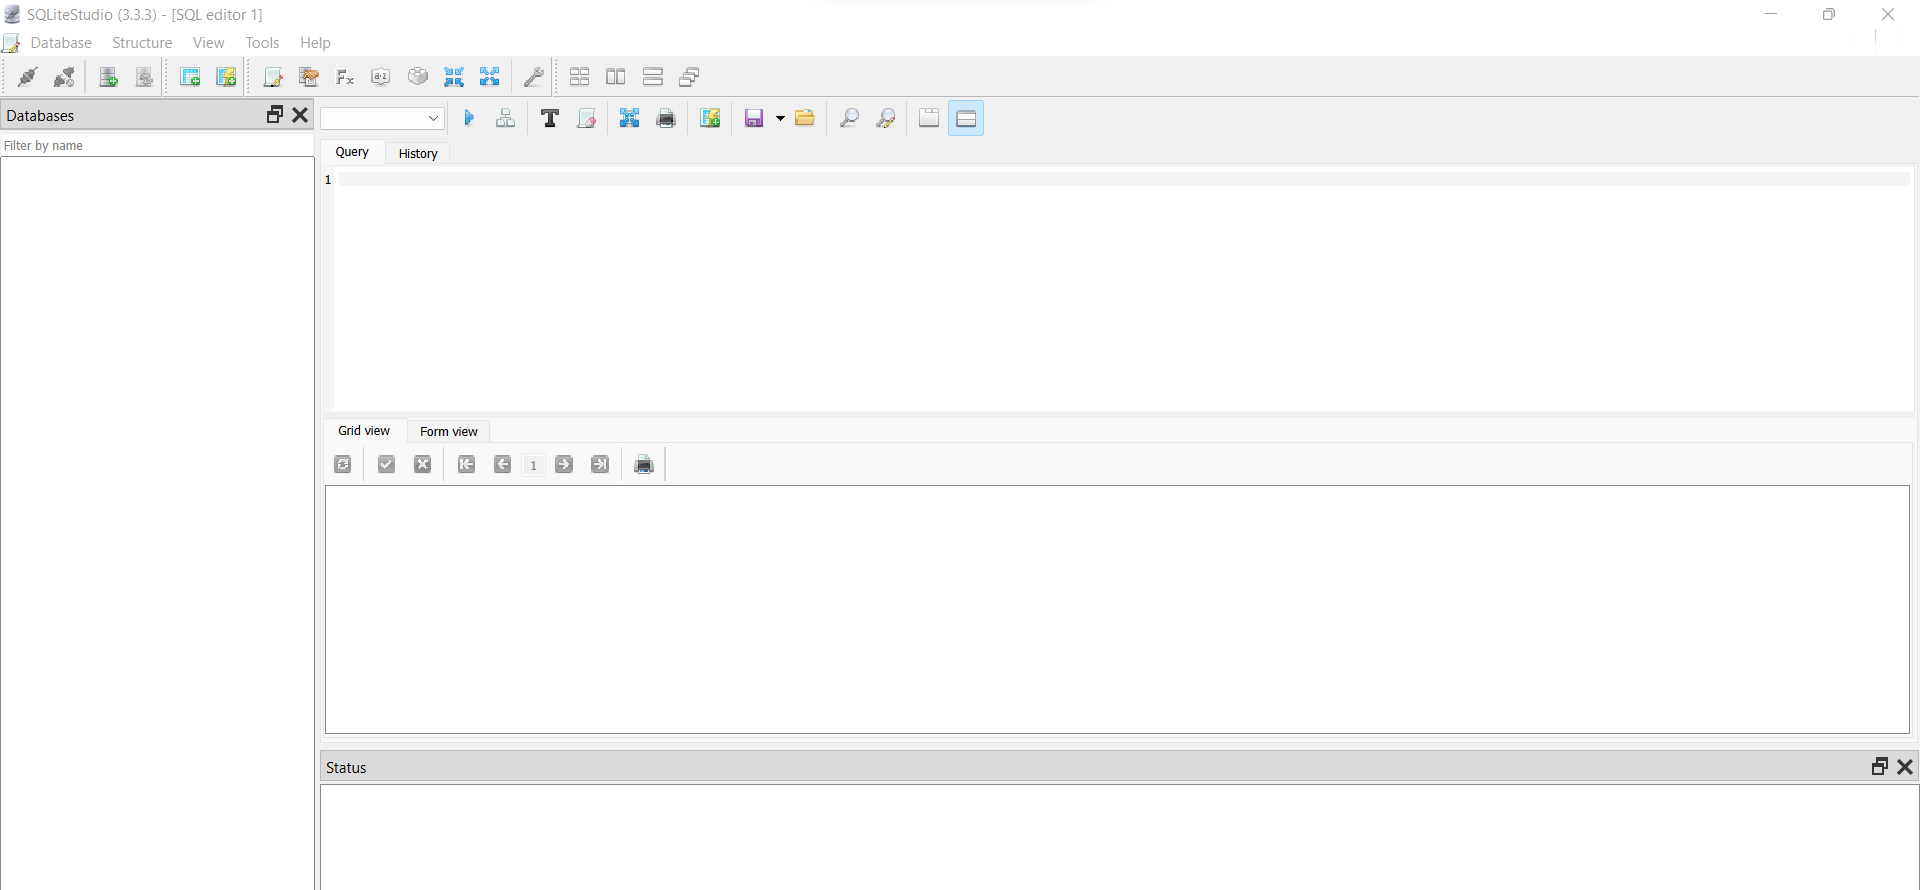 SQLiteStudio (3.3.3) - [SQL editor 1]
Database Structure View Tools Help
Fx a-z
Databases
T
Filter by name
Query History
1
Grid view Form view
1
Status